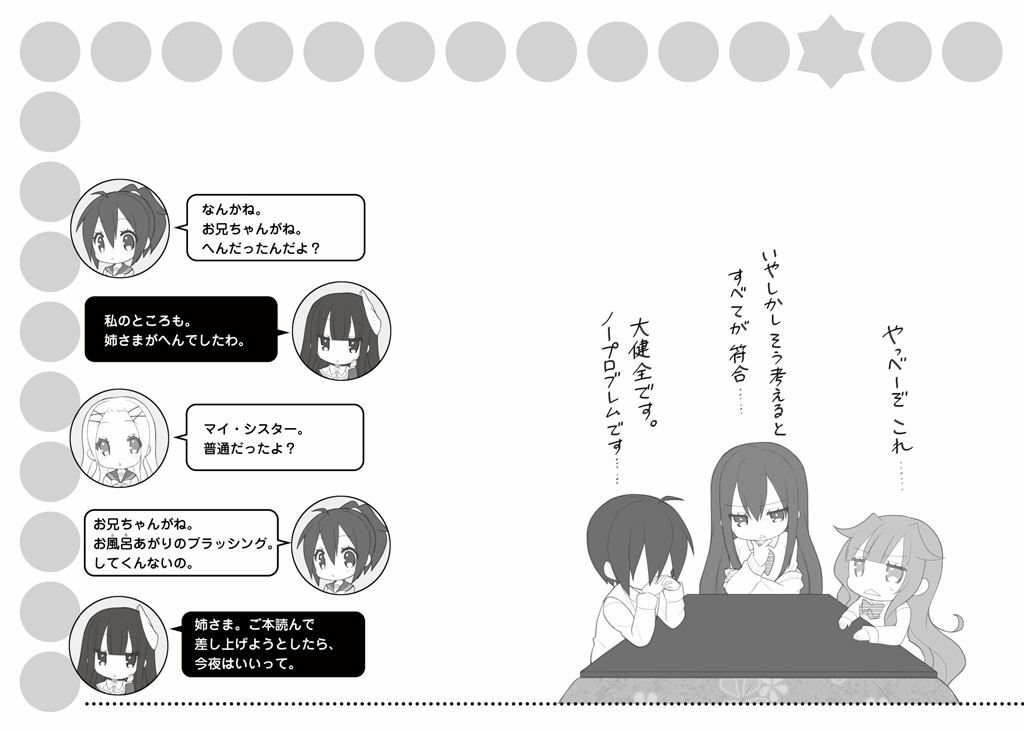 なんかね。
お兄ちゃんがね。
へんだったんだよ？
私のところも。
姉さまがへんでしたわ。
マイ・シスター。
普通だったよ？
お兄ちゃんがね。
お風呂あがりのブラッシング。
してくんないの。
姉さま。ご本読んで
差し上げようとしたら、
今夜はいいって。
やっべーぞ これ……
いやしかしそう考えると
すべてが 符合……
大健全です。
ノープロブレムです……